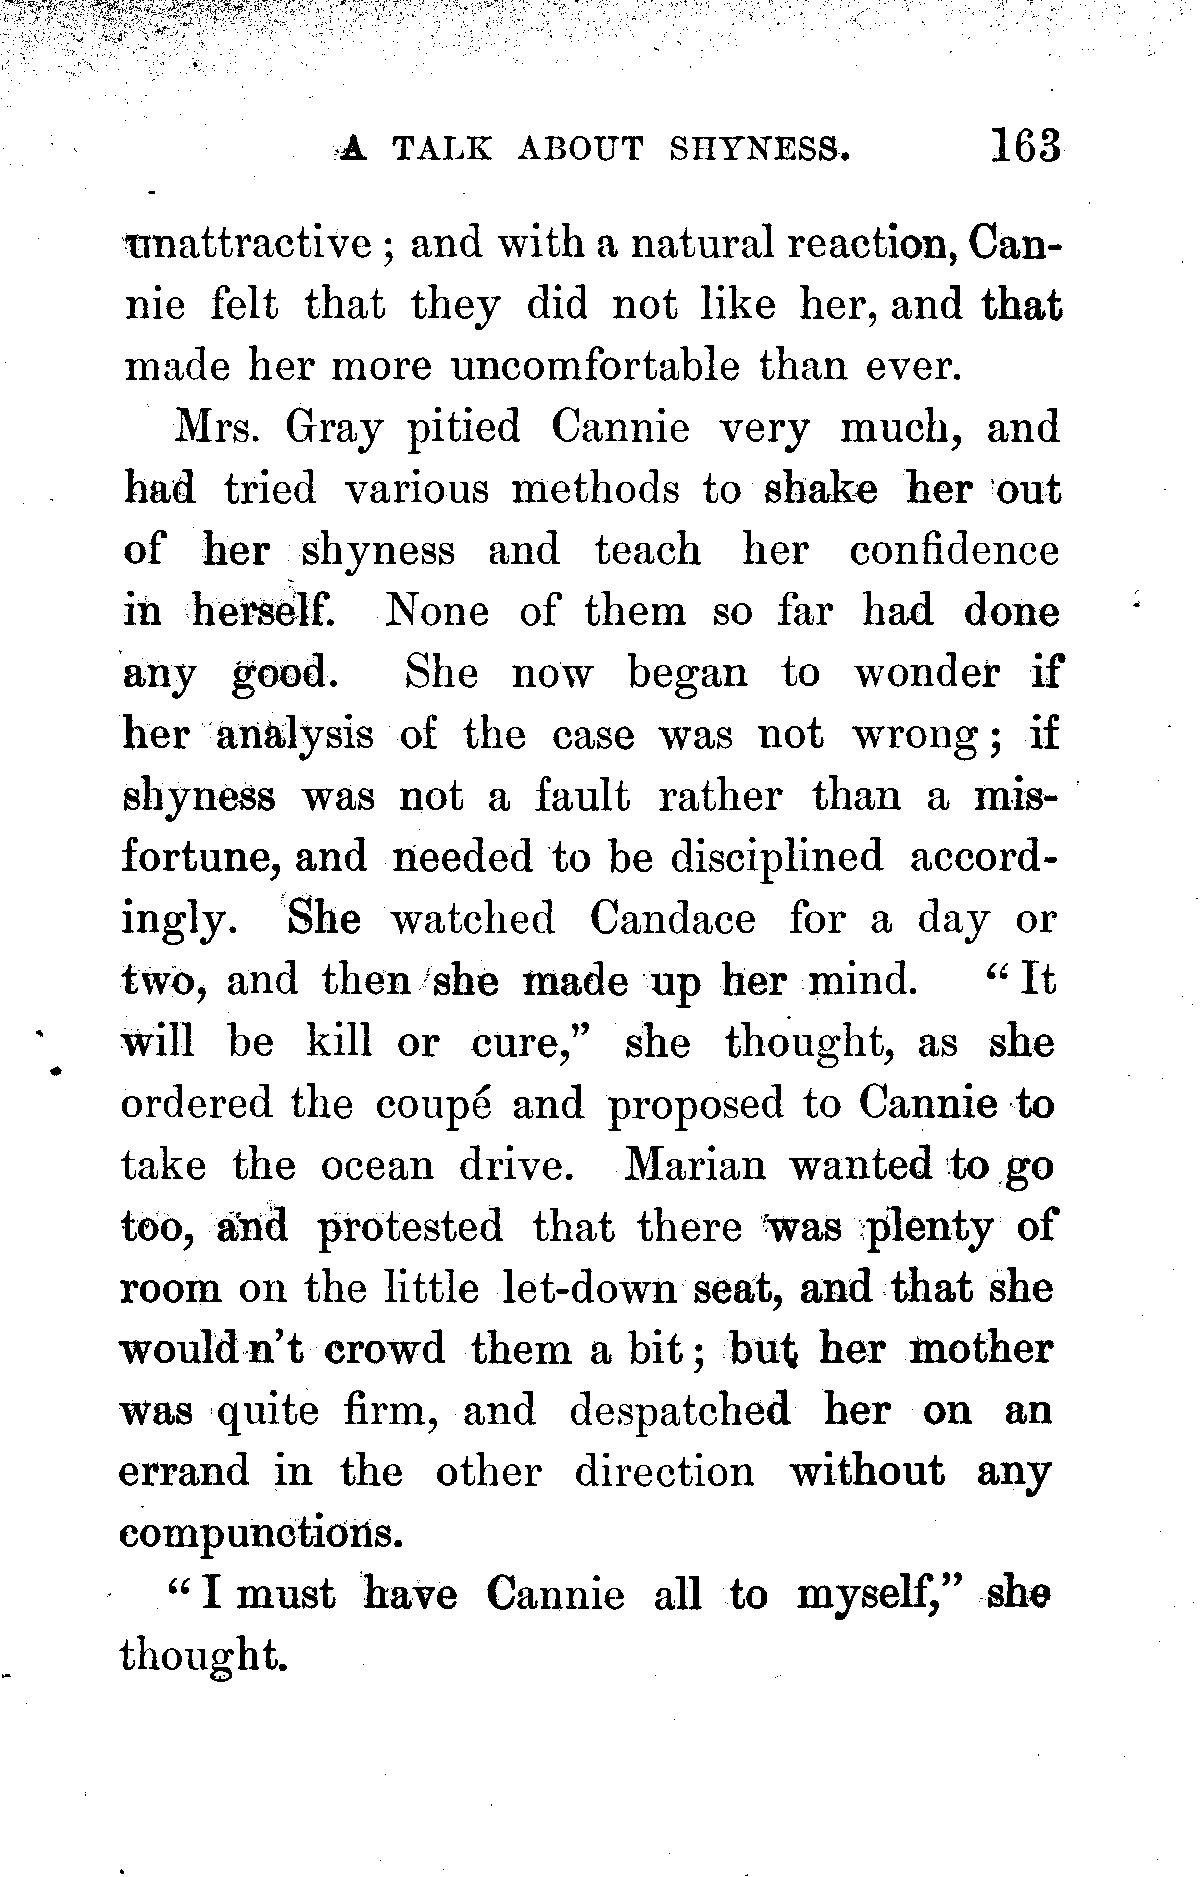 A TALK ABOUT SHYNESS. 163
unattractive; and with a natural reaction, Can-
nie felt that they did not like her, and that
made her more uncomfortable than ever.
Mrs. Gray pitied Cannie very much, and
had tried various methods to shake her out
of her shyness and teach her confidence
in herself. None of them so far had done
any good. She now began to wonder if
her analysis of the case was not wrong; if
shyness was not a fault rather than a mis-
fortune, and needed to be disciplined accord-
ingly. She watched Candace for a day or
two, and then she made up her mind. "It
will be kill or cure," she thought, as she
ordered the coupé and proposed to Cannie to
take the ocean drive. Marian wanted to go
too, and protested that there was plenty of
room on the little let-down seat, and that she
wouldn't crowd them a bit; but her mother
was quite firm, and despatched her on an
errand in the other direction without any
compunctions.
"I must have Cannie all to myself," she
thought.